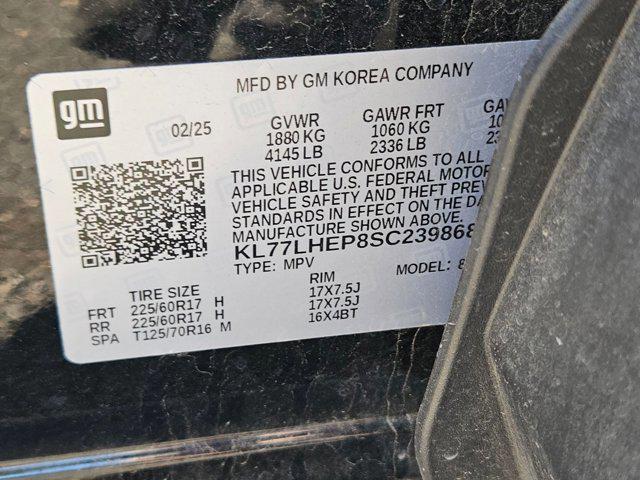 MFD BY GM KOREA COMPANY
gm
02/25
GVWR GAWR FRT
1880 KG 1060 KG
4145 LB 2336 LB
THIS VEHICLE CONFORMS TO ALL
APPLICABLE U.S. FEDERAL MOTOR
VEHICLE SAFETY AND THEFT PREV
STANDARDS IN EFFECT ON THE DA
MANUFACTURE SHOWN ABOVE.
KL77LHEP8SC239868
TYPE: MPV MODEL: 8
TIRE SIZE RIM
FRT 225/60R17 H 17X7.5J
RR 225/60R17 H 17X7.5J
SPA T125/70R16 M 16X4BT